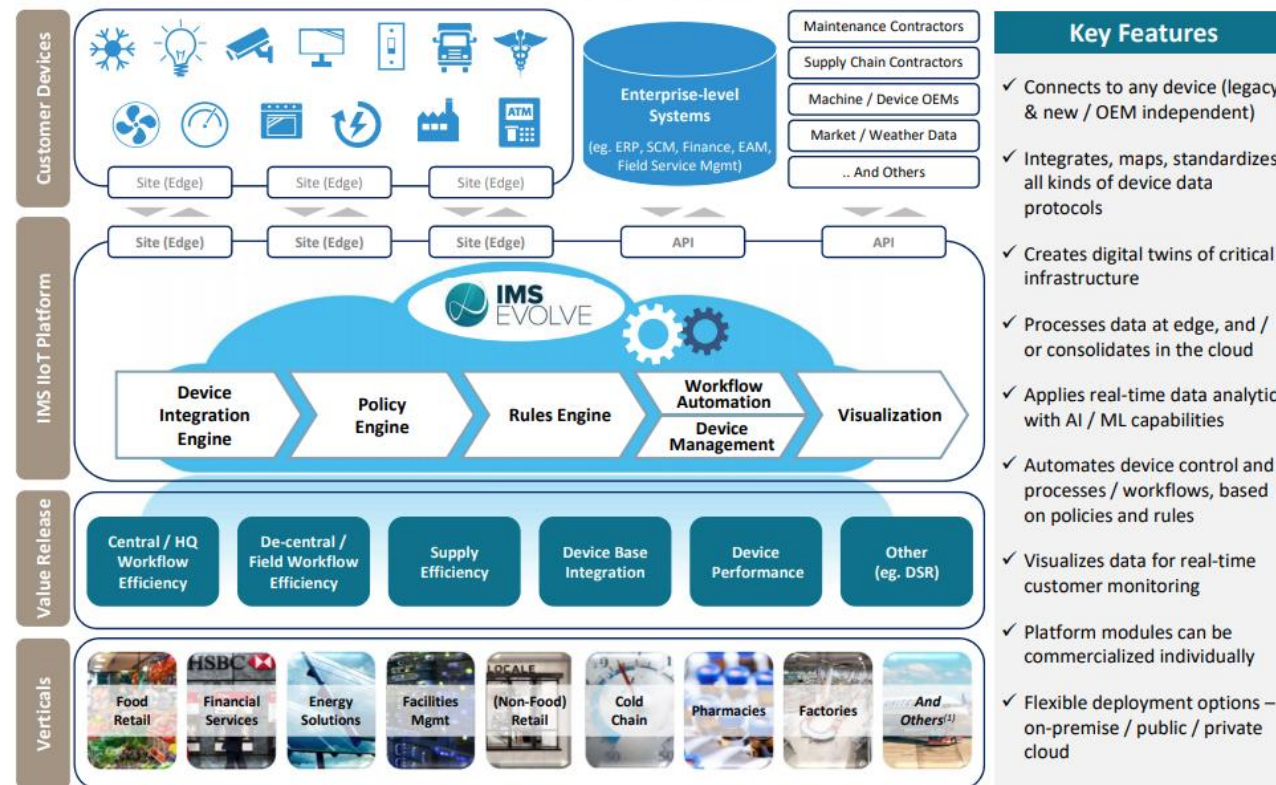 Customer Devices
ATM
Site (Edge)
Site (Edge)
Site (Edge)
Enterprise-level
Systems
(eg. ERP, SCM, Finance, EAM,
Field Service Mgmt)
Maintenance Contractors
Supply Chain Contractors
Machine / Device OEMs
Market / Weather Data
.. And Others
IMS IIoT Platform
Site (Edge)
Site (Edge)
Site (Edge)
API
API
IMS
EVOLVE
Device
Integration
Engine
Policy
Engine
Rules Engine
Workflow
Automation
Device
Management
Visualization
Value Release
Central / HQ
Workflow
Efficiency
De-central /
Field Workflow
Efficiency
Supply
Efficiency
Device Base
Integration
Device
Performance
Other
(eg. DSR)
Verticals
Food
Retail
HSBC
Financial
Services
Energy
Solutions
Facilities
Mgmt
LOCALE
(Non-Food)
Retail
Cold
Chain
Pharmacies
Factories
And
Others(1)
Key Features
✓ Connects to any device (legacy
& new / OEM independent)
✓ Integrates, maps, standardizes
all kinds of device data
protocols
✓ Creates digital twins of critical
infrastructure
✓ Processes data at edge, and /
or consolidates in the cloud
✓ Applies real-time data analytic
with AI / ML capabilities
✓ Automates device control and
processes / workflows, based
on policies and rules
✓ Visualizes data for real-time
customer monitoring
✓ Platform modules can be
commercialized individually
✓ Flexible deployment options –
on-premise / public / private
cloud